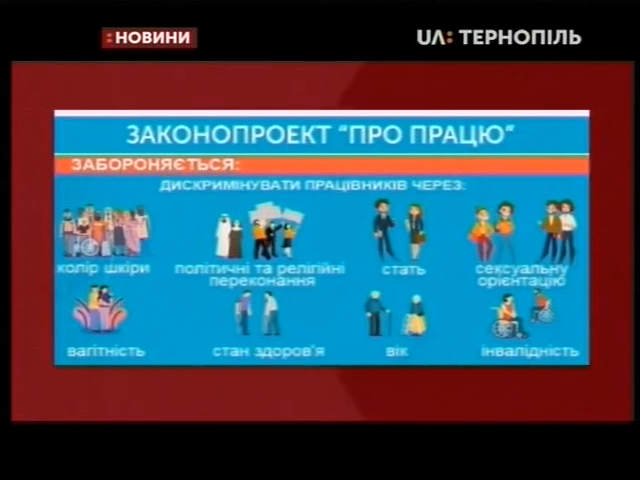 :НОВИНИ
UA: ТЕРНОПІЛЬ
ЗАКОНОПРОЕКТ “ПРО ПРАЦЮ”
ЗАБОРОНЯЄТЬСЯ:
ДИСКРИМІНУВАТИ ПРАЦІВНИКІВ ЧЕРЕЗ:
колір шкіри
політичні та релігійні
переконання
стать
сексуальну
орієнтацію
вагітність
стан здоров'я
вік
інвалідність